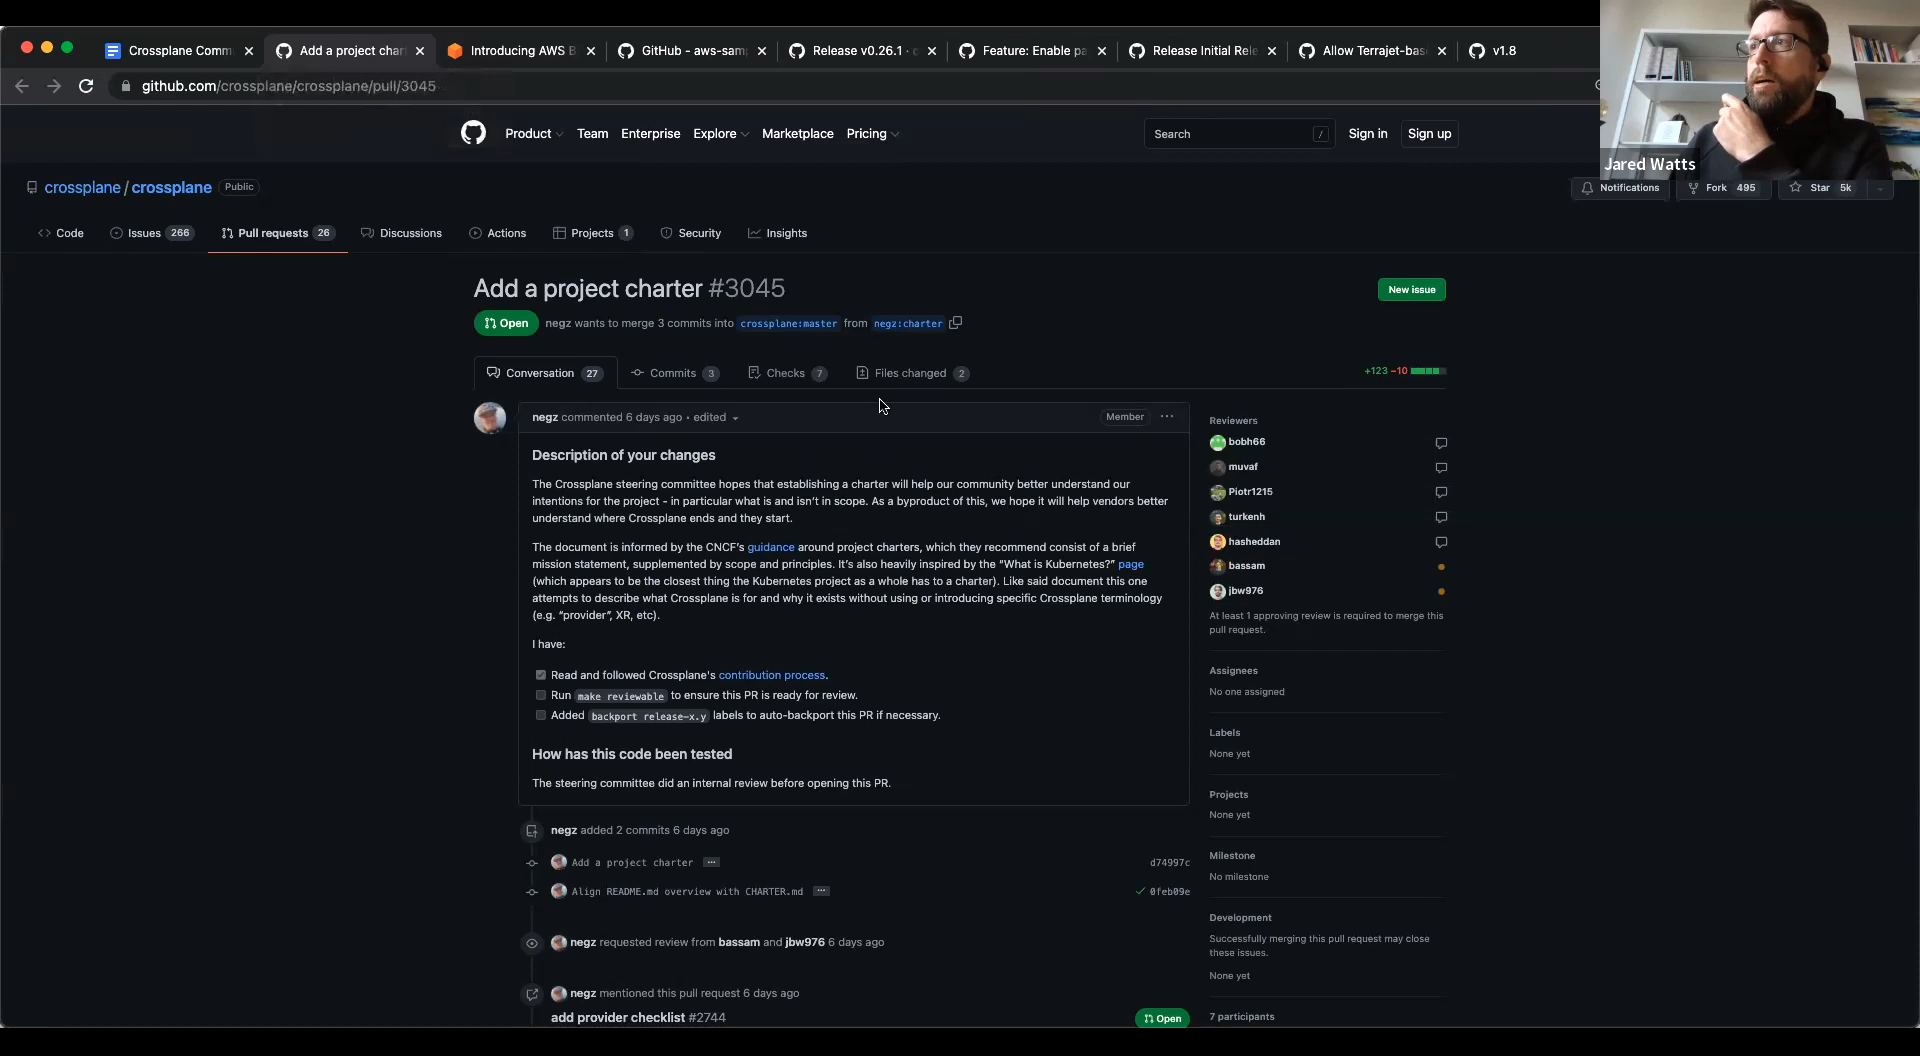 Crossplane Comm
Add a project char
Introducing AWS B
GitHub - aws-sam
Release v0.26.1 ·
Feature: Enable pa
Release Initial Rele
Allow Terrajet-bas
v1.8
github.com/crossplane/crossplane/pull/3045
Jared Watts
Product
Team
Enterprise
Explore
Marketplace
Pricing
Search /
Sign in
Sign up
crossplane / crossplane Public
Notifications
Fork 495
Star 5k
<> Code
Issues 266
Pull requests 26
Discussions
Actions
Projects 1
Security
Insights
Add a project charter #3045
New issue
Open negz wants to merge 3 commits into crossplane:master from negz:charter
Conversation 27
Commits 3
Checks 7
Files changed 2
+123 −10
negz commented 6 days ago • edited
Member ...
Description of your changes
The Crossplane steering committee hopes that establishing a charter will help our community better understand our
intentions for the project - in particular what is and isn't in scope. As a byproduct of this, we hope it will help vendors better
understand where Crossplane ends and they start.
The document is informed by the CNCF's guidance around project charters, which they recommend consist of a brief
mission statement, supplemented by scope and principles. It's also heavily inspired by the "What is Kubernetes?" page
(which appears to be the closest thing the Kubernetes project as a whole has to a charter). Like said document this one
attempts to describe what Crossplane is for and why it exists without using or introducing specific Crossplane terminology
(e.g. "provider", XR, etc).
I have:
Read and followed Crossplane's contribution process.
Run make reviewable to ensure this PR is ready for review.
Added backport release-x.y labels to auto-backport this PR if necessary.
How has this code been tested
The steering committee did an internal review before opening this PR.
negz added 2 commits 6 days ago
Add a project charter ... d74997c
Align README.md overview with CHARTER.md ... 0feb09e
negz requested review from bassam and jbw976 6 days ago
negz mentioned this pull request 6 days ago
add provider checklist #2744
Open
Reviewers
bobh66
muvaf
Piotr1215
turkenh
hasheddan
bassam
jbw976
At least 1 approving review is required to merge this
pull request.
Assignees
No one assigned
Labels
None yet
Projects
None yet
Milestone
No milestone
Development
Successfully merging this pull request may close
these issues.
None yet
7 participants